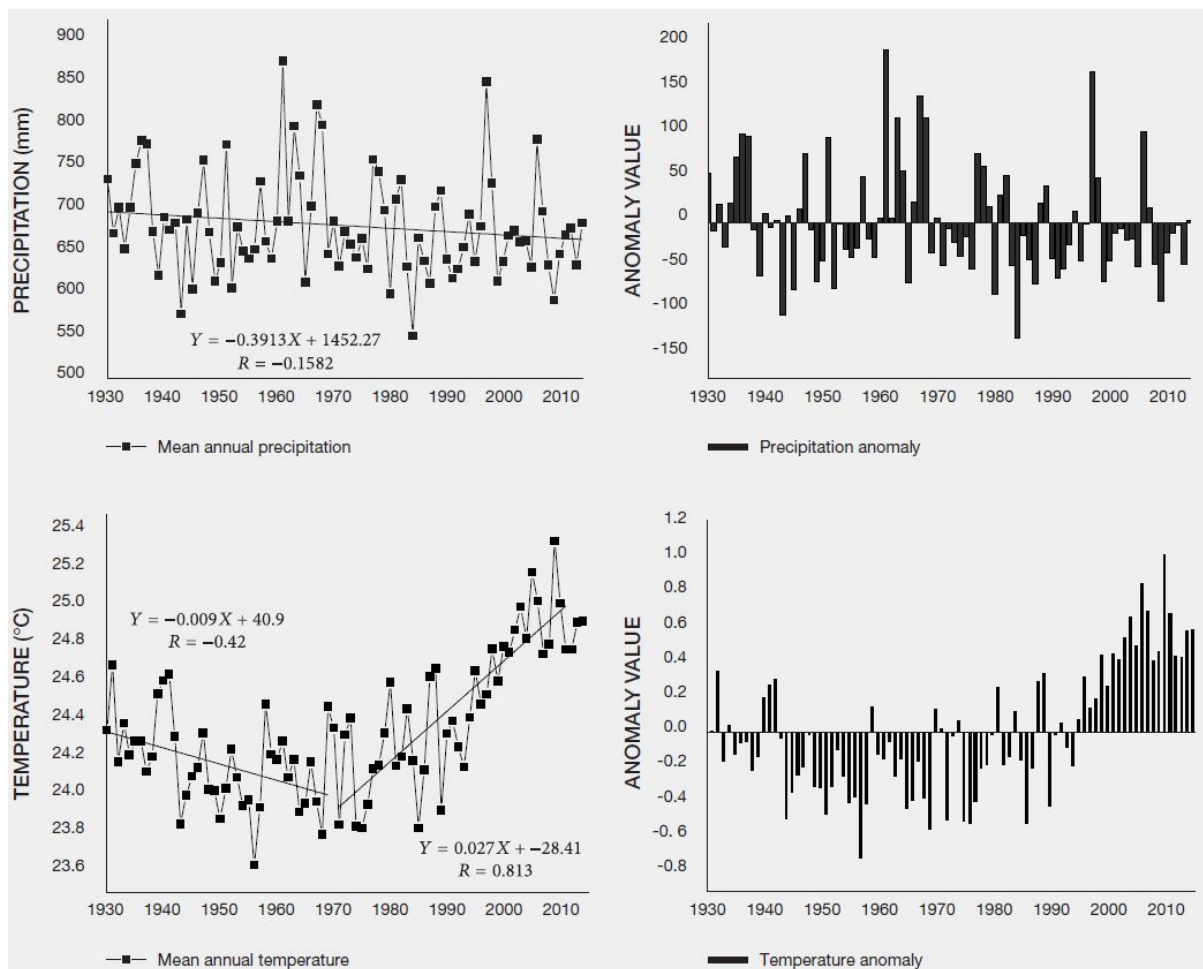 PRECIPITATION (mm)
900
850
800
750
700
650
600
550
500
Y = −0.3913X + 1452.27
R = −0.1582
1930 1940 1950 1960 1970 1980 1990 2000 2010
Mean annual precipitation
ANOMALY VALUE
200
150
100
50
0
-50
-100
-150
1930 1940 1950 1960 1970 1980 1990 2000 2010
Precipitation anomaly
TEMPERATURE (°C)
25.4
25.2
25.0
24.8
24.6
24.4
24.2
24.0
23.8
23.6
Y = −0.009X + 40.9
R = −0.42
Y = 0.027X + −28.41
R = 0.813
1930 1940 1950 1960 1970 1980 1990 2000 2010
Mean annual temperature
ANOMALY VALUE
1.2
1.0
0.8
0.6
0.4
0.2
0.0
-0.2
-0.4
-0. 6
-0.8
1930 1940 1950 1960 1970 1980 1990 2000 2010
Temperature anomaly